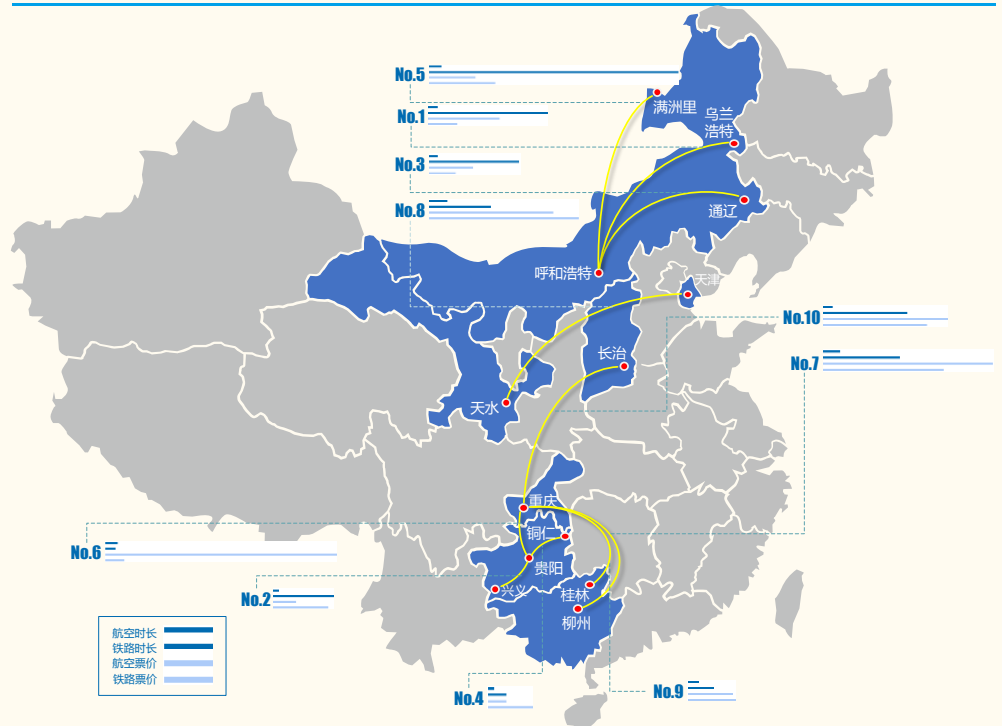 No.5
满洲里
No.1
乌兰
浩特
No.3
No.8
通辽
呼和浩特
天津
No.10
长治
No.7
天水
重庆
铜仁
No.6
贵阳
No.2
兴义
桂林
柳州
航空时长
铁路时长
航空票价
铁路票价
No.4
No.9